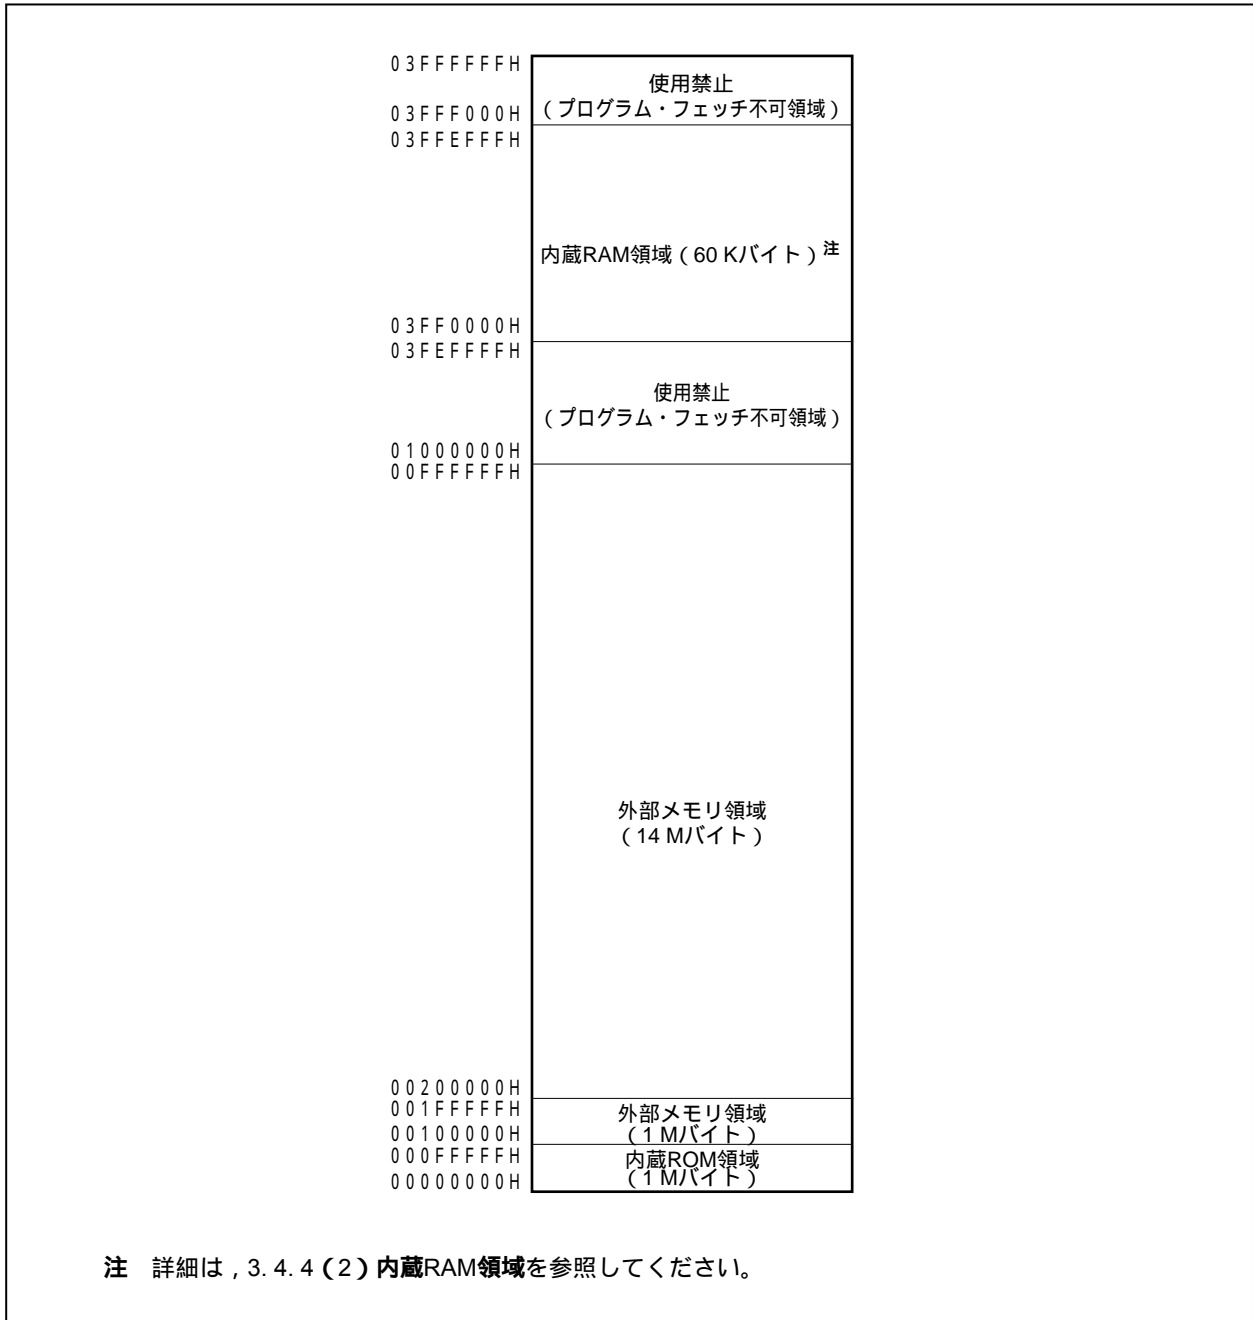 03FFFFFFH
使用禁止
03FFF000H
（プログラム・フェッチ不可領域）
03FFEFFFH
内蔵RAM領域（60 Kバイト）注
03FF0000H
03FEFFFFH
使用禁止
（プログラム・フェッチ不可領域）
01000000H
00FFFFFFH
外部メモリ領域
（14 Mバイト）
00200000H
001FFFFFH
外部メモリ領域
00100000H
（1 Mバイト）
000FFFFFH
内蔵ROM領域
00000000H
（1 Mバイト）
注　詳細は，3. 4. 4（2）内蔵RAM領域を参照してください。